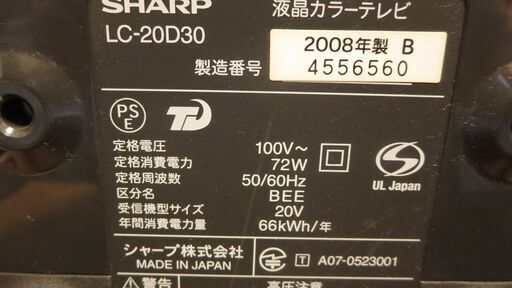 SHARP 液晶カラーテレビ
LC-20D30
2008年製 B
製造番号 4556560
PS E
定格電圧 100V～
定格消費電力 72W
定格周波数 50/60Hz
区分名 BEE
受信機型サイズ 20V
年間消費電力量 66kWh/年
UL Japan
シャープ株式会社
MADE IN JAPAN
T A07-0523001
警告 高圧注意